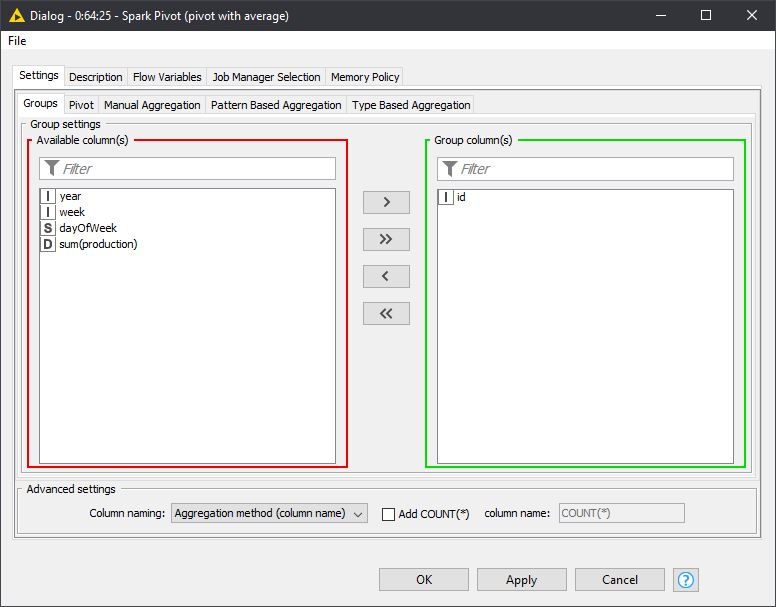 Dialog - 0:64:25 - Spark Pivot (pivot with average)
File
Settings Description Flow Variables Job Manager Selection Memory Policy
Groups Pivot Manual Aggregation Pattern Based Aggregation Type Based Aggregation
Group settings
Available column(s)
Filter
I year
I week
S dayOfWeek
D sum(production)
>
>>
<
<<
Group column(s)
Filter
I id
Advanced settings
Column naming: Aggregation method (column name) Add COUNT(*) column name: COUNT(*)
OK Apply Cancel ?